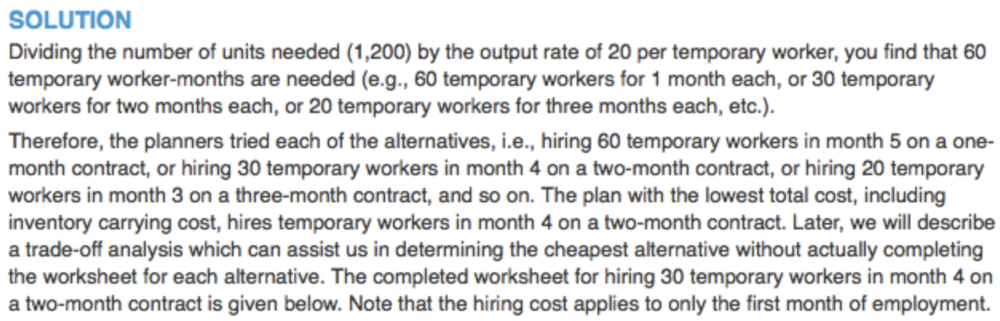 SOLUTION
Dividing the number of units needed (1,200) by the output rate of 20 per temporary worker, you find that 60
temporary worker-months are needed (e.g., 60 temporary workers for 1 month each, or 30 temporary
workers for two months each, or 20 temporary workers for three months each, etc.).
Therefore, the planners tried each of the alternatives, i.e., hiring 60 temporary workers in month 5 on a one-
month contract, or hiring 30 temporary workers in month 4 on a two-month contract, or hiring 20 temporary
workers in month 3 on a three-month contract, and so on. The plan with the lowest total cost, including
inventory carrying cost, hires temporary workers in month 4 on a two-month contract. Later, we will describe
a trade-off analysis which can assist us in determining the cheapest alternative without actually completing
the worksheet for each alternative. The completed worksheet for hiring 30 temporary workers in month 4 on
a two-month contract is given below. Note that the hiring cost applies to only the first month of employment.